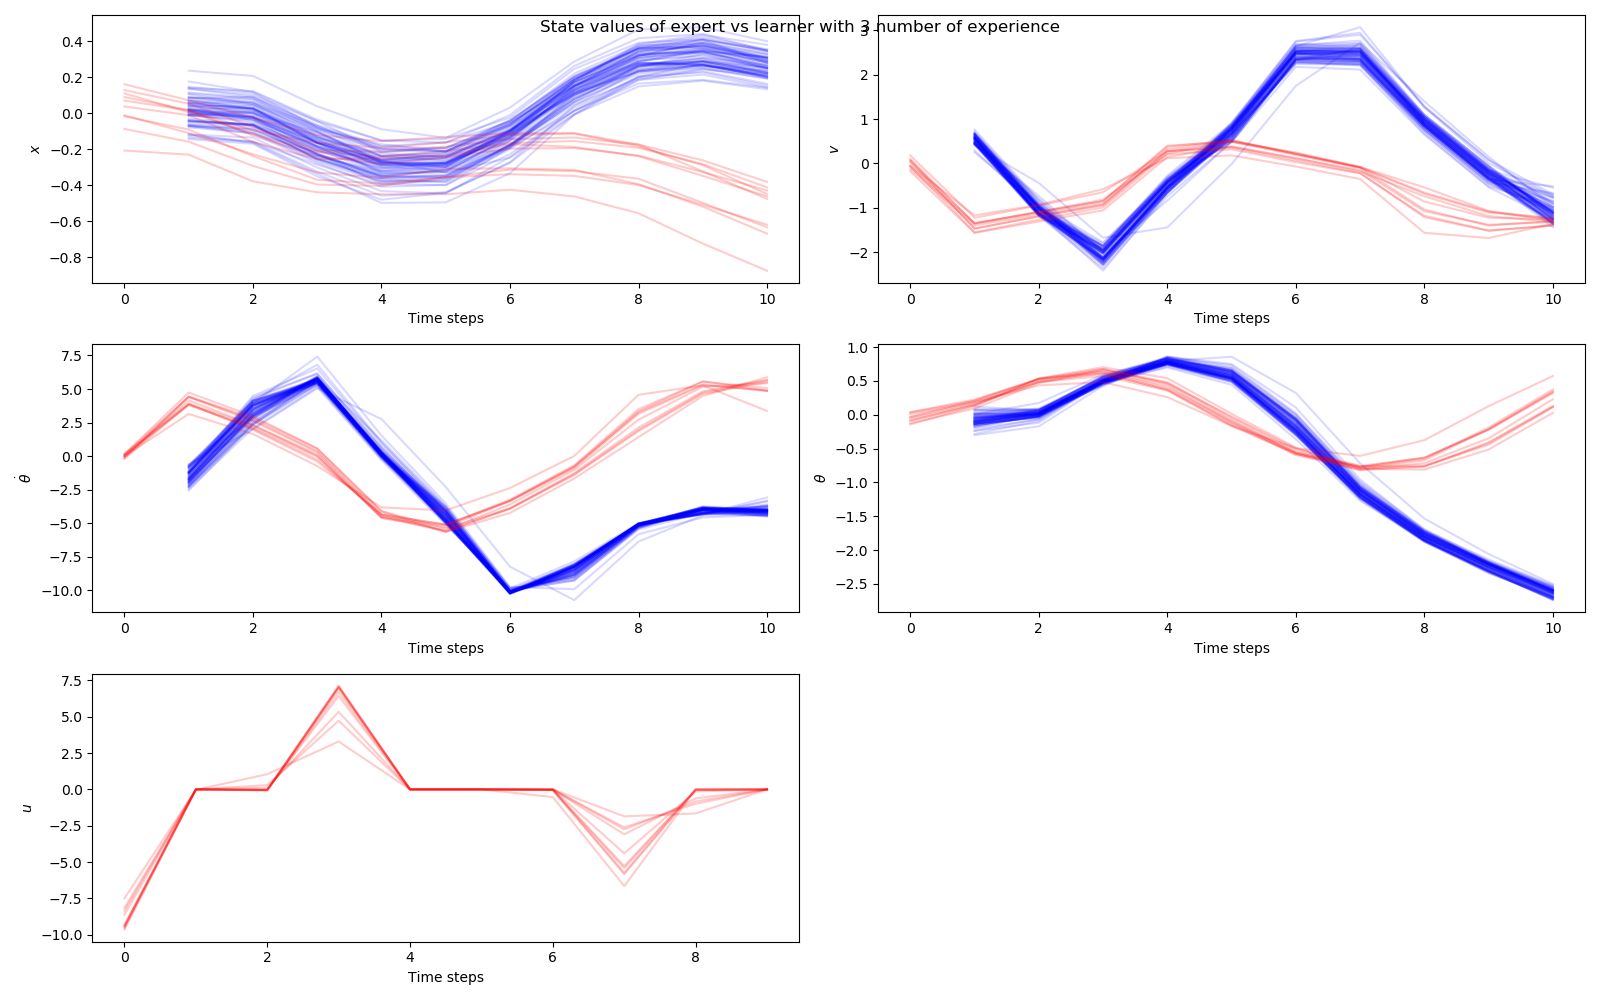 State values of expert vs learner with 3 number of experience
0.4
0.2
0.0
−0.2
−0.4
−0.6
−0.8
x
0 2 4 6 8 10
Time steps
3
2
1
0
−1
−2
v
0 2 4 6 8 10
Time steps
7.5
5.0
2.5
0.0
−2.5
−5.0
−7.5
−10.0
θ̇
0 2 4 6 8 10
Time steps
1.0
0.5
0.0
−0.5
−1.0
−1.5
−2.0
−2.5
θ
0 2 4 6 8 10
Time steps
7.5
5.0
2.5
0.0
−2.5
−5.0
−7.5
−10.0
u
0 2 4 6 8
Time steps